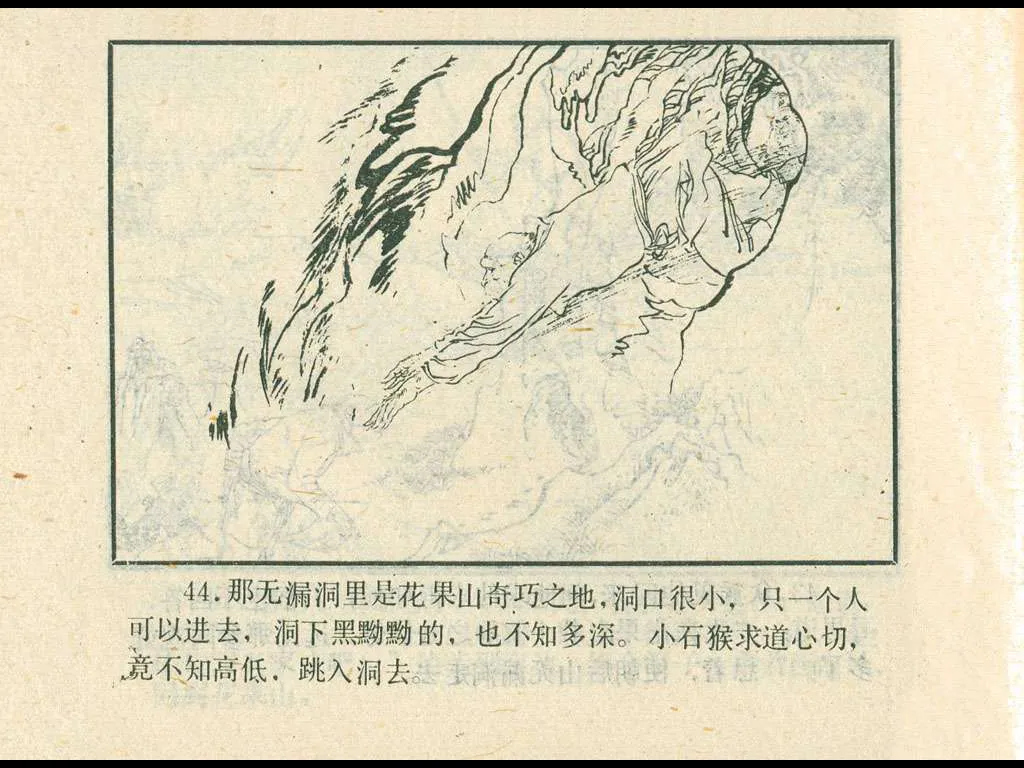 44.那无漏洞里是花果山奇巧之地,洞口很小,只一个人
可以进去,洞下黑黝黝的,也不知多深。小石猴求道心切,
竟不知高低,跳入洞去。